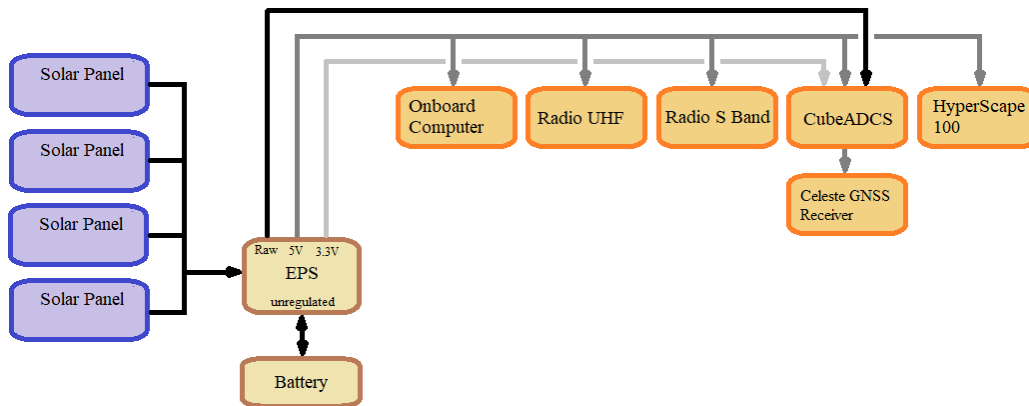 Solar Panel
Solar Panel
Solar Panel
Solar Panel
Raw 5V 3.3V
EPS
unregulated
Battery
Onboard
Computer
Radio UHF
Radio S Band
CubeADCS
HyperScape
100
Celeste GNSS
Receiver